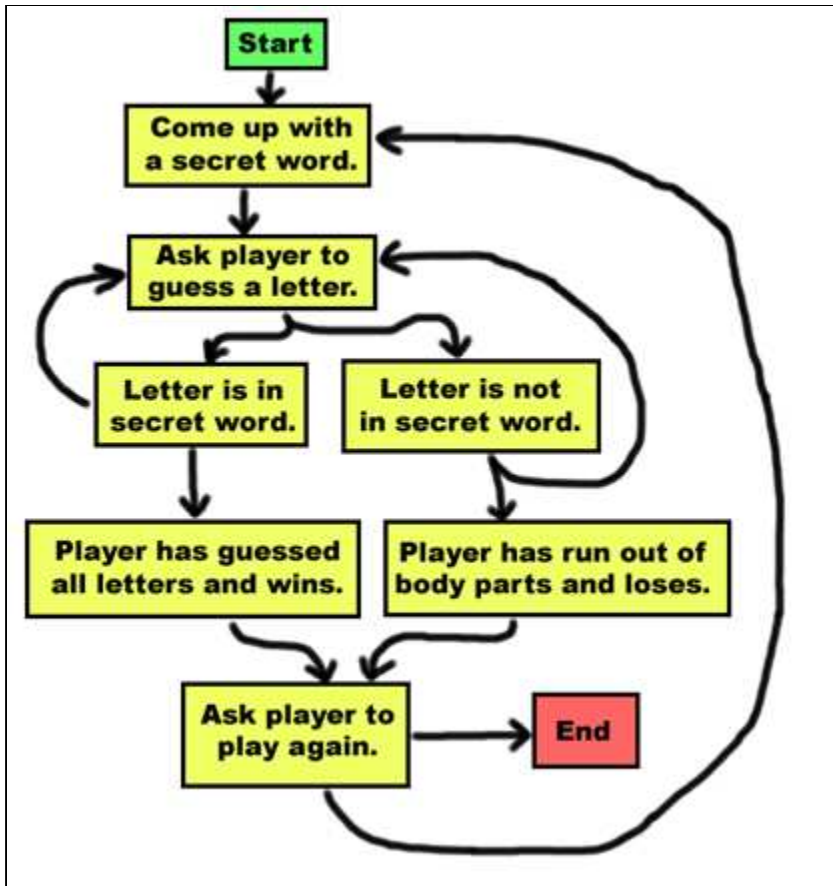 Start
Come up with
a secret word.
Ask player to
guess a letter.
Letter is in
secret word.
Letter is not
in secret word.
Player has guessed
all letters and wins.
Player has run out of
body parts and loses.
Ask player to
play again.
End